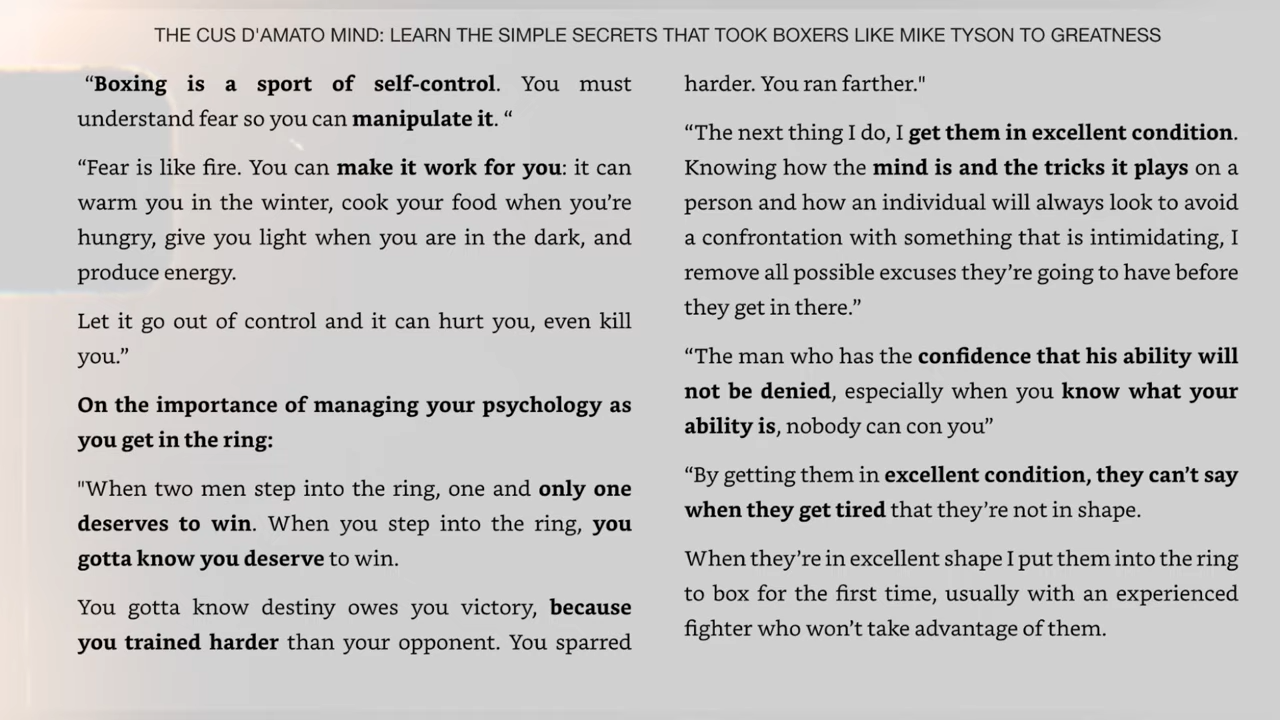 THE CUS D'AMATO MIND: LEARN THE SIMPLE SECRETS THAT TOOK BOXERS LIKE MIKE TYSON TO GREATNESS
“Boxing is a sport of self-control. You must
understand fear so you can manipulate it. “
“Fear is like fire. You can make it work for you: it can
warm you in the winter, cook your food when you’re
hungry, give you light when you are in the dark, and
produce energy.
Let it go out of control and it can hurt you, even kill
you.”
On the importance of managing your psychology as
you get in the ring:
"When two men step into the ring, one and only one
deserves to win. When you step into the ring, you
gotta know you deserve to win.
You gotta know destiny owes you victory, because
you trained harder than your opponent. You sparred
harder. You ran farther."
“The next thing I do, I get them in excellent condition.
Knowing how the mind is and the tricks it plays on a
person and how an individual will always look to avoid
a confrontation with something that is intimidating, I
remove all possible excuses they’re going to have before
they get in there.”
“The man who has the confidence that his ability will
not be denied, especially when you know what your
ability is, nobody can con you”
“By getting them in excellent condition, they can’t say
when they get tired that they’re not in shape.
When they’re in excellent shape I put them into the ring
to box for the first time, usually with an experienced
fighter who won’t take advantage of them.